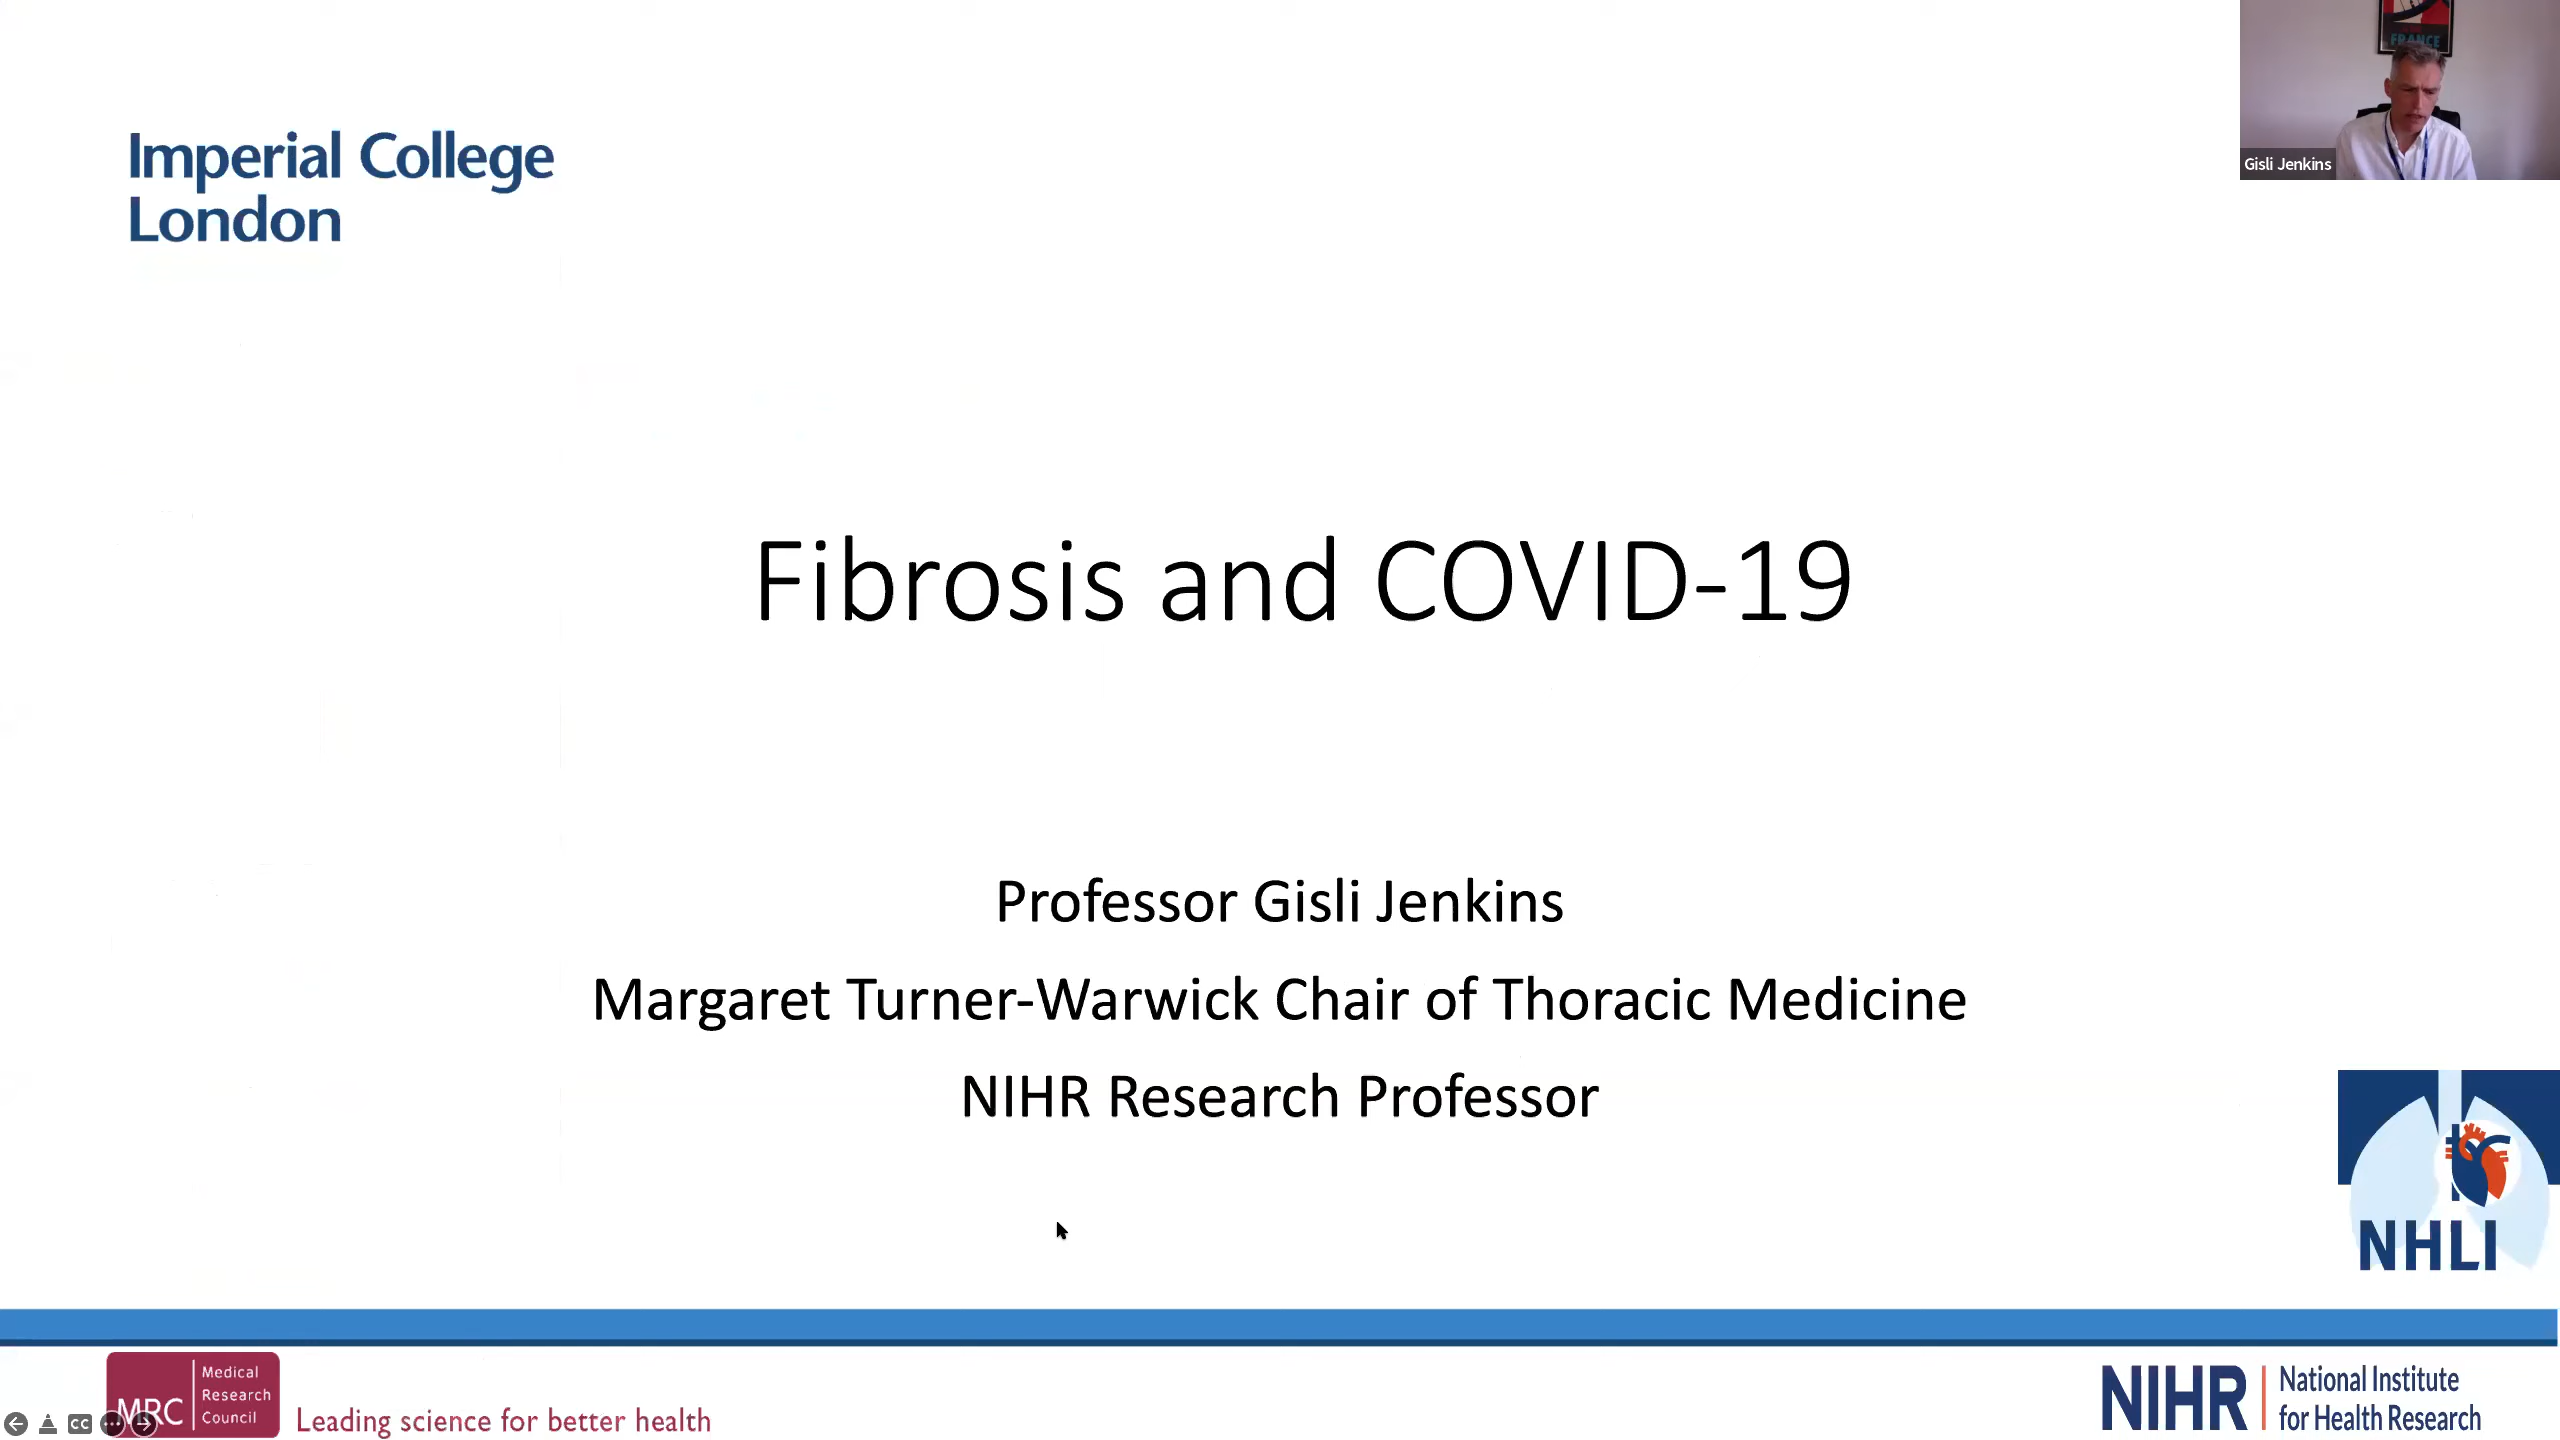 FRANCE
Gisli Jenkins
Imperial College
London
Fibrosis and COVID-19
Professor Gisli Jenkins
Margaret Turner-Warwick Chair of Thoracic Medicine
NIHR Research Professor
NHLI
MRC
Medical
Research
Council
Leading science for better health
CC
NIHR
National Institute
for Health Research